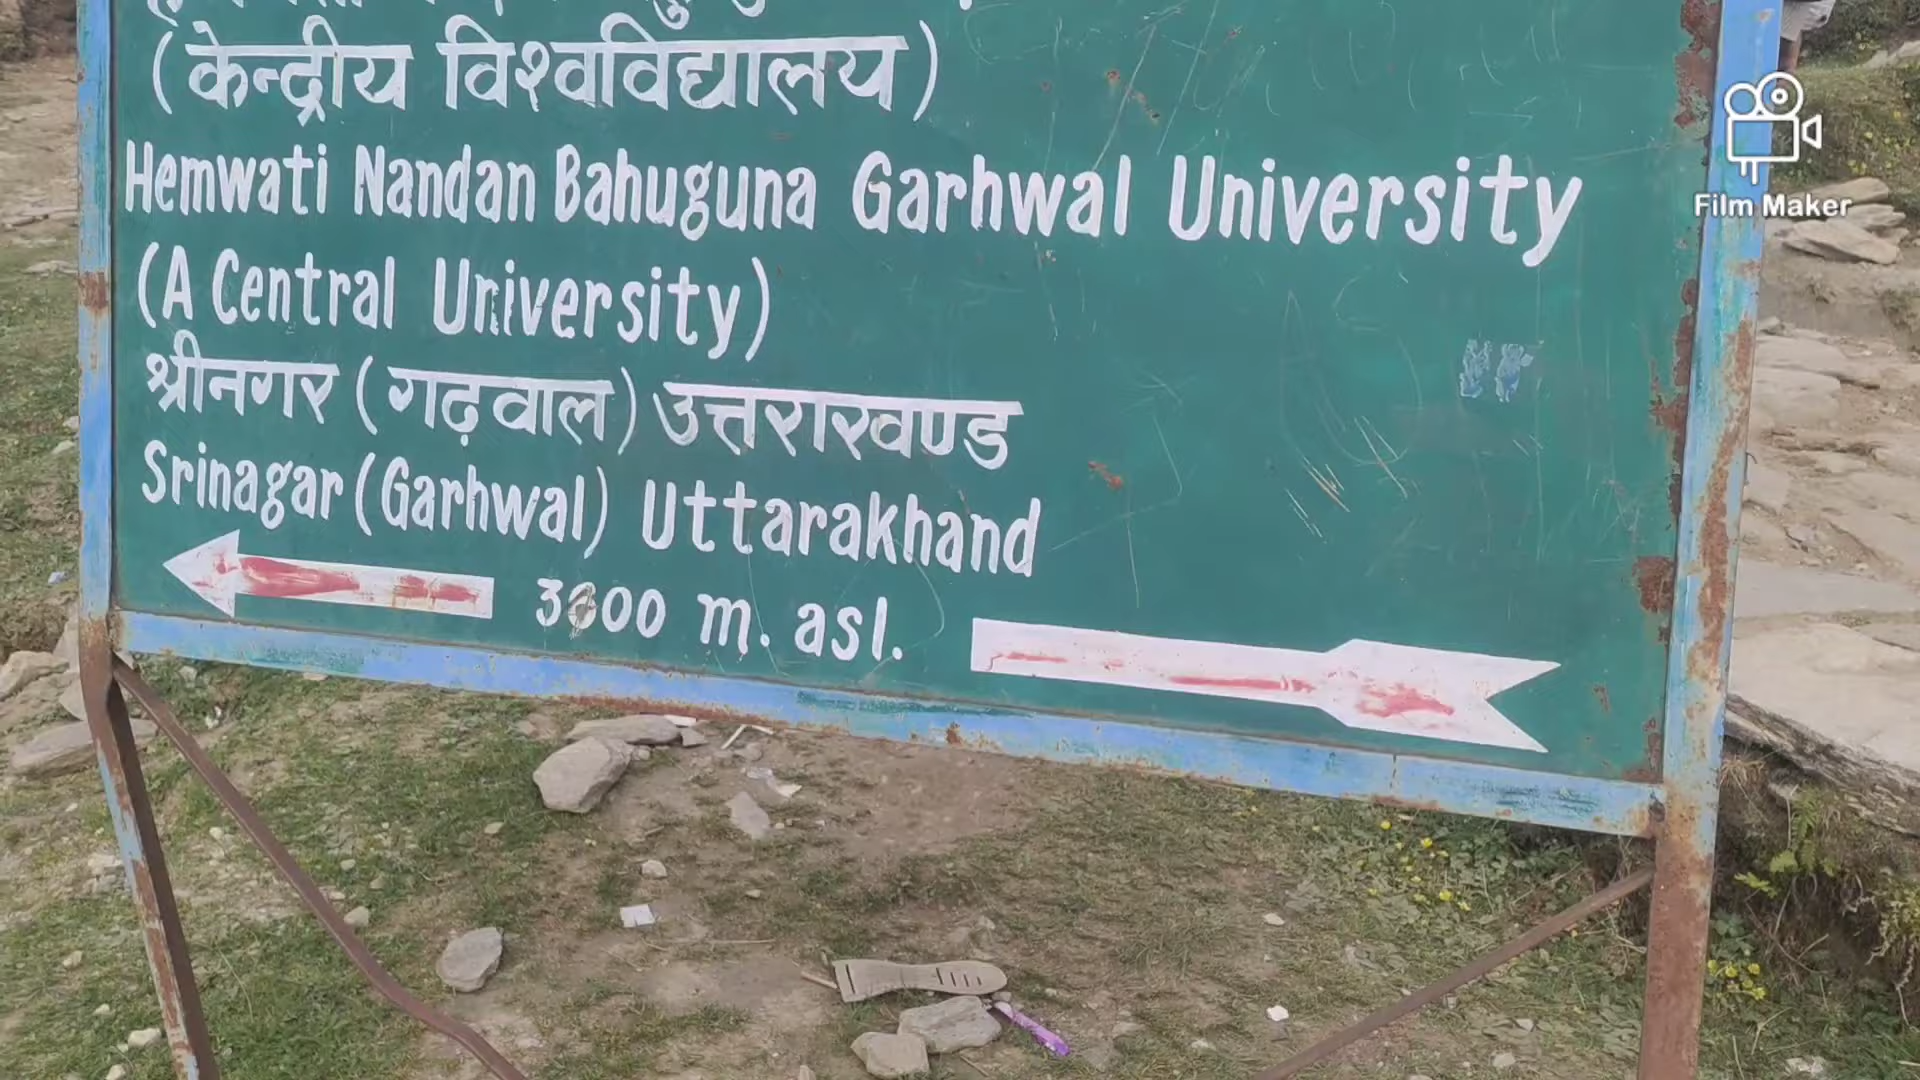 (केन्द्रीय विश्वविद्यालय)
Hemwati Nandan Bahuguna Garhwal University
(A Central University)
श्रीनगर (गढ़वाल) उत्तराखण्ड
Srinagar (Garhwal) Uttarakhand
m. asl.
Film Maker